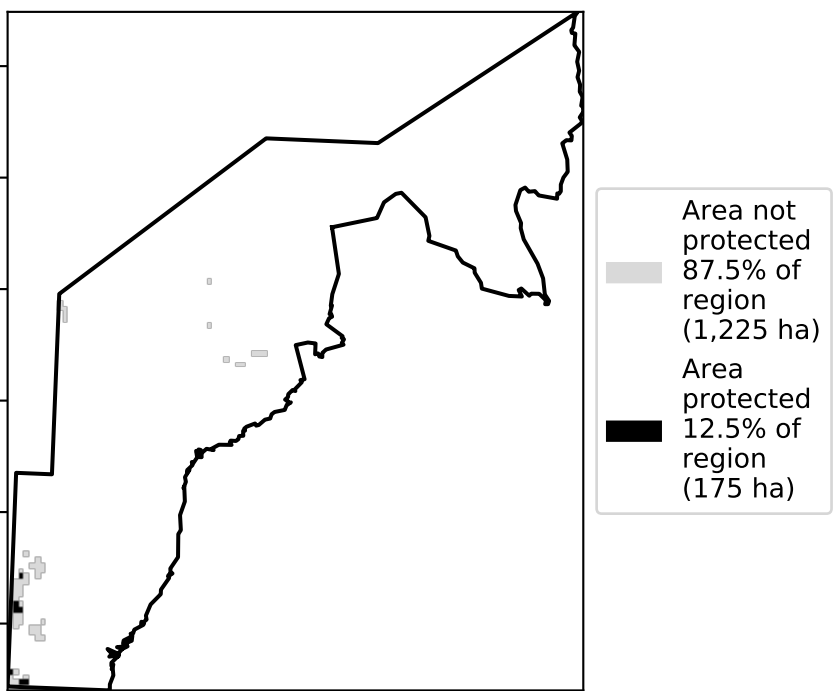 Area not
protected
87.5% of
region
(1,225 ha)
Area
protected
12.5% of
region
(175 ha)